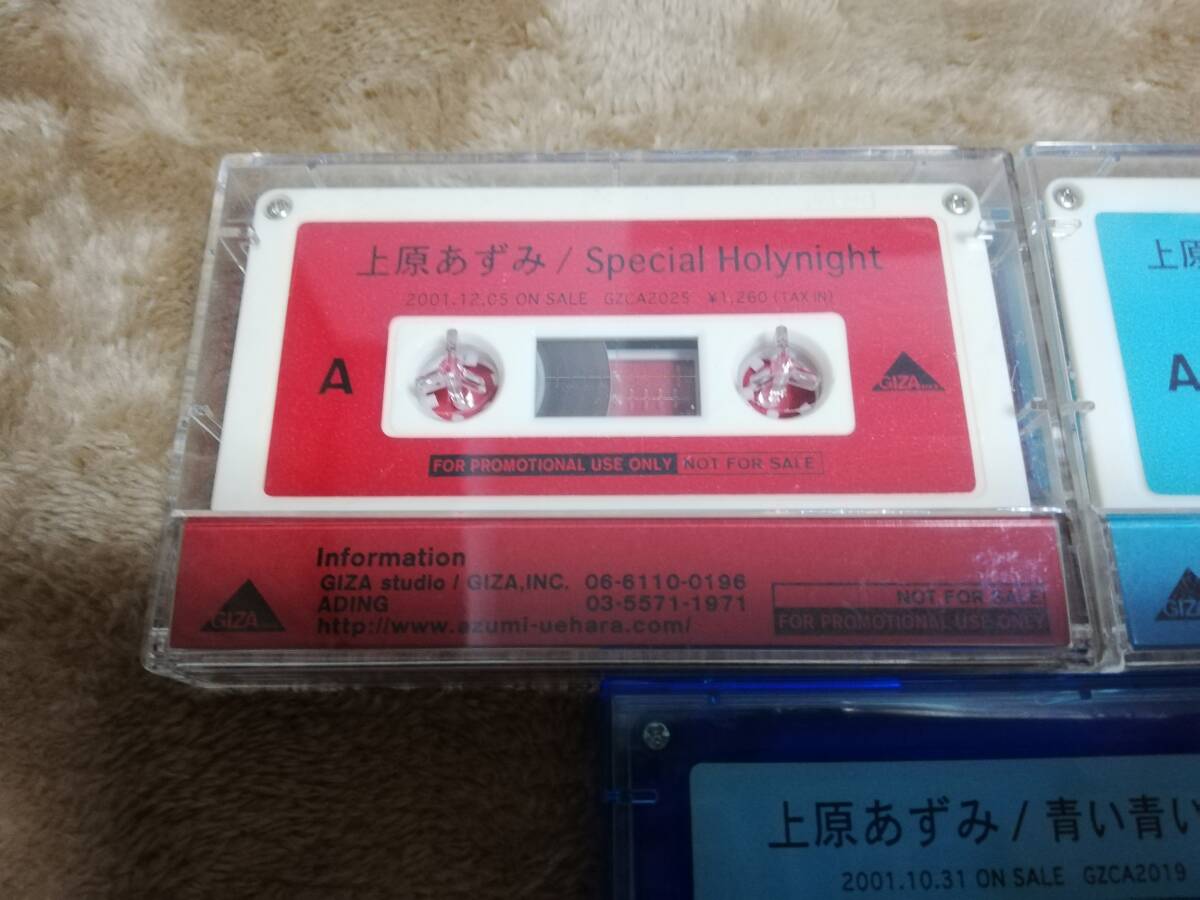 上原あずみ / Special Holynight
2001.12.05 ON SALE GZCA2025 ¥1,260 (TAX IN)
A
GIZA
FOR PROMOTIONAL USE ONLY NOT FOR SALE
Information
GIZA studio / GIZA,INC. 06-6110-0196
ADING 03-5571-1971
http://www.azumi-uehara.com/
GIZA
NOT FOR SALE
FOR PROMOTIONAL USE ONLY
上原
A
GIZA
上原あずみ / 青い青い
2001.10.31 ON SALE GZCA2019